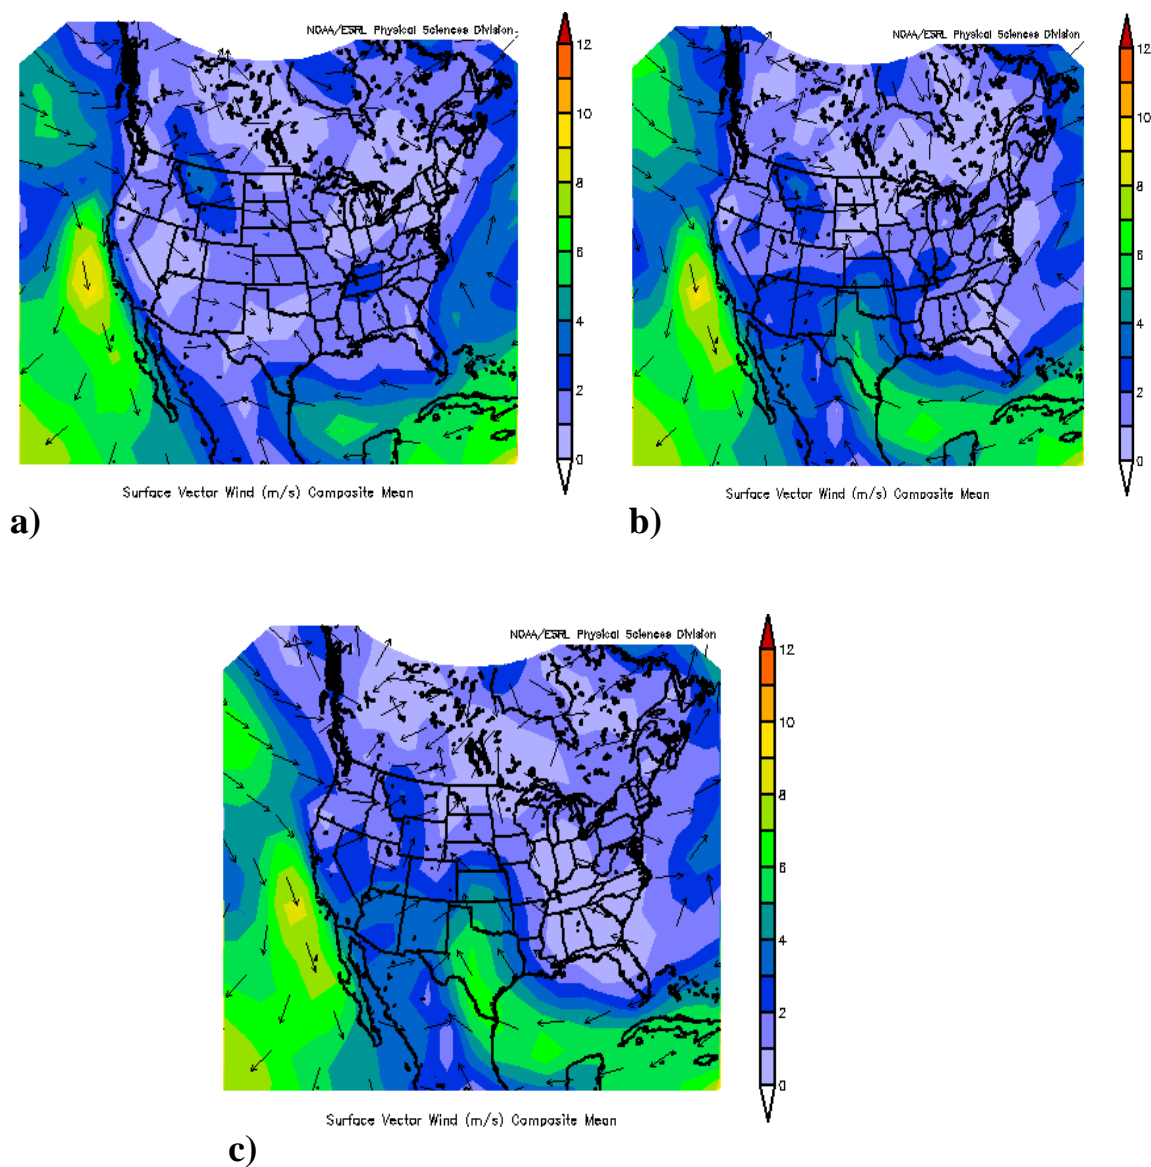 NOAA/ESRL Physical Sciences Division
12
10
8
6
4
2
0
Surface Vector Wind (m/s) Composite Mean
a)
NOAA/ESRL Physical Sciences Division
12
10
8
6
4
2
0
Surface Vector Wind (m/s) Composite Mean
b)
NOAA/ESRL Physical Sciences Division
12
10
8
6
4
2
0
Surface Vector Wind (m/s) Composite Mean
c)